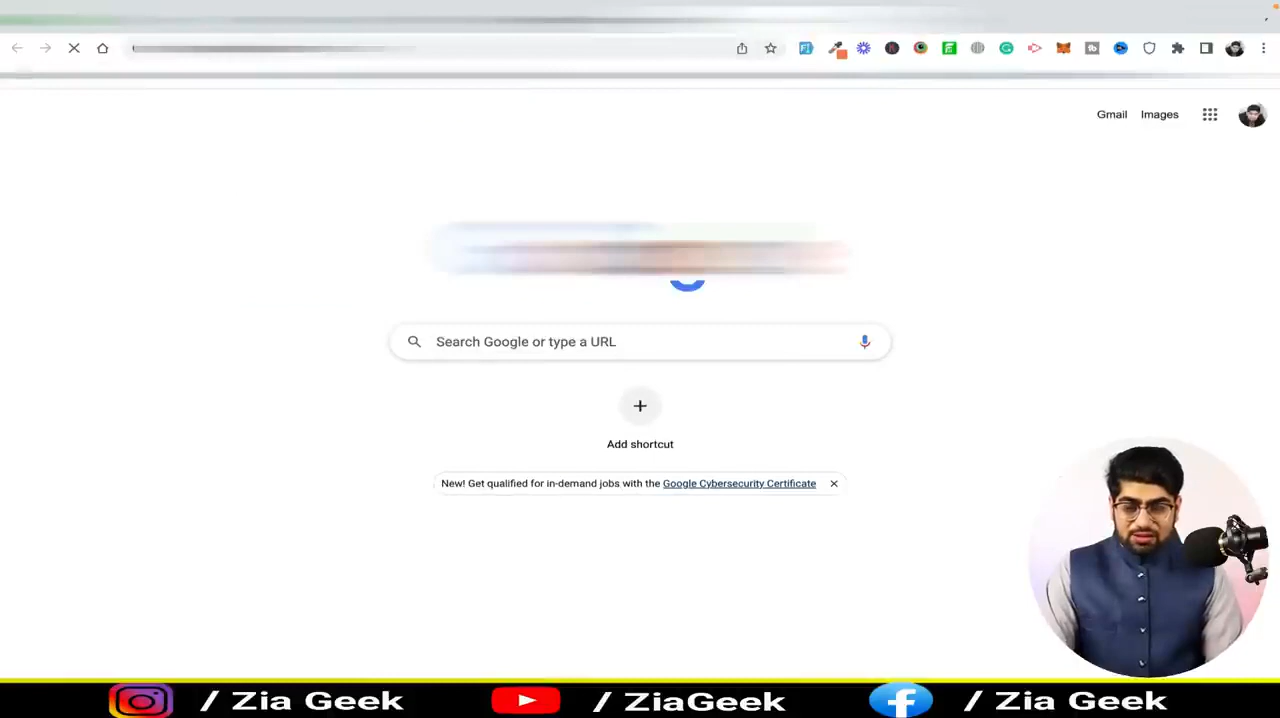 Gmail Images
Search Google or type a URL
Add shortcut
New! Get qualified for in-demand jobs with the Google Cybersecurity Certificate
/ Zia Geek / ZiaGeek / Zia Geek